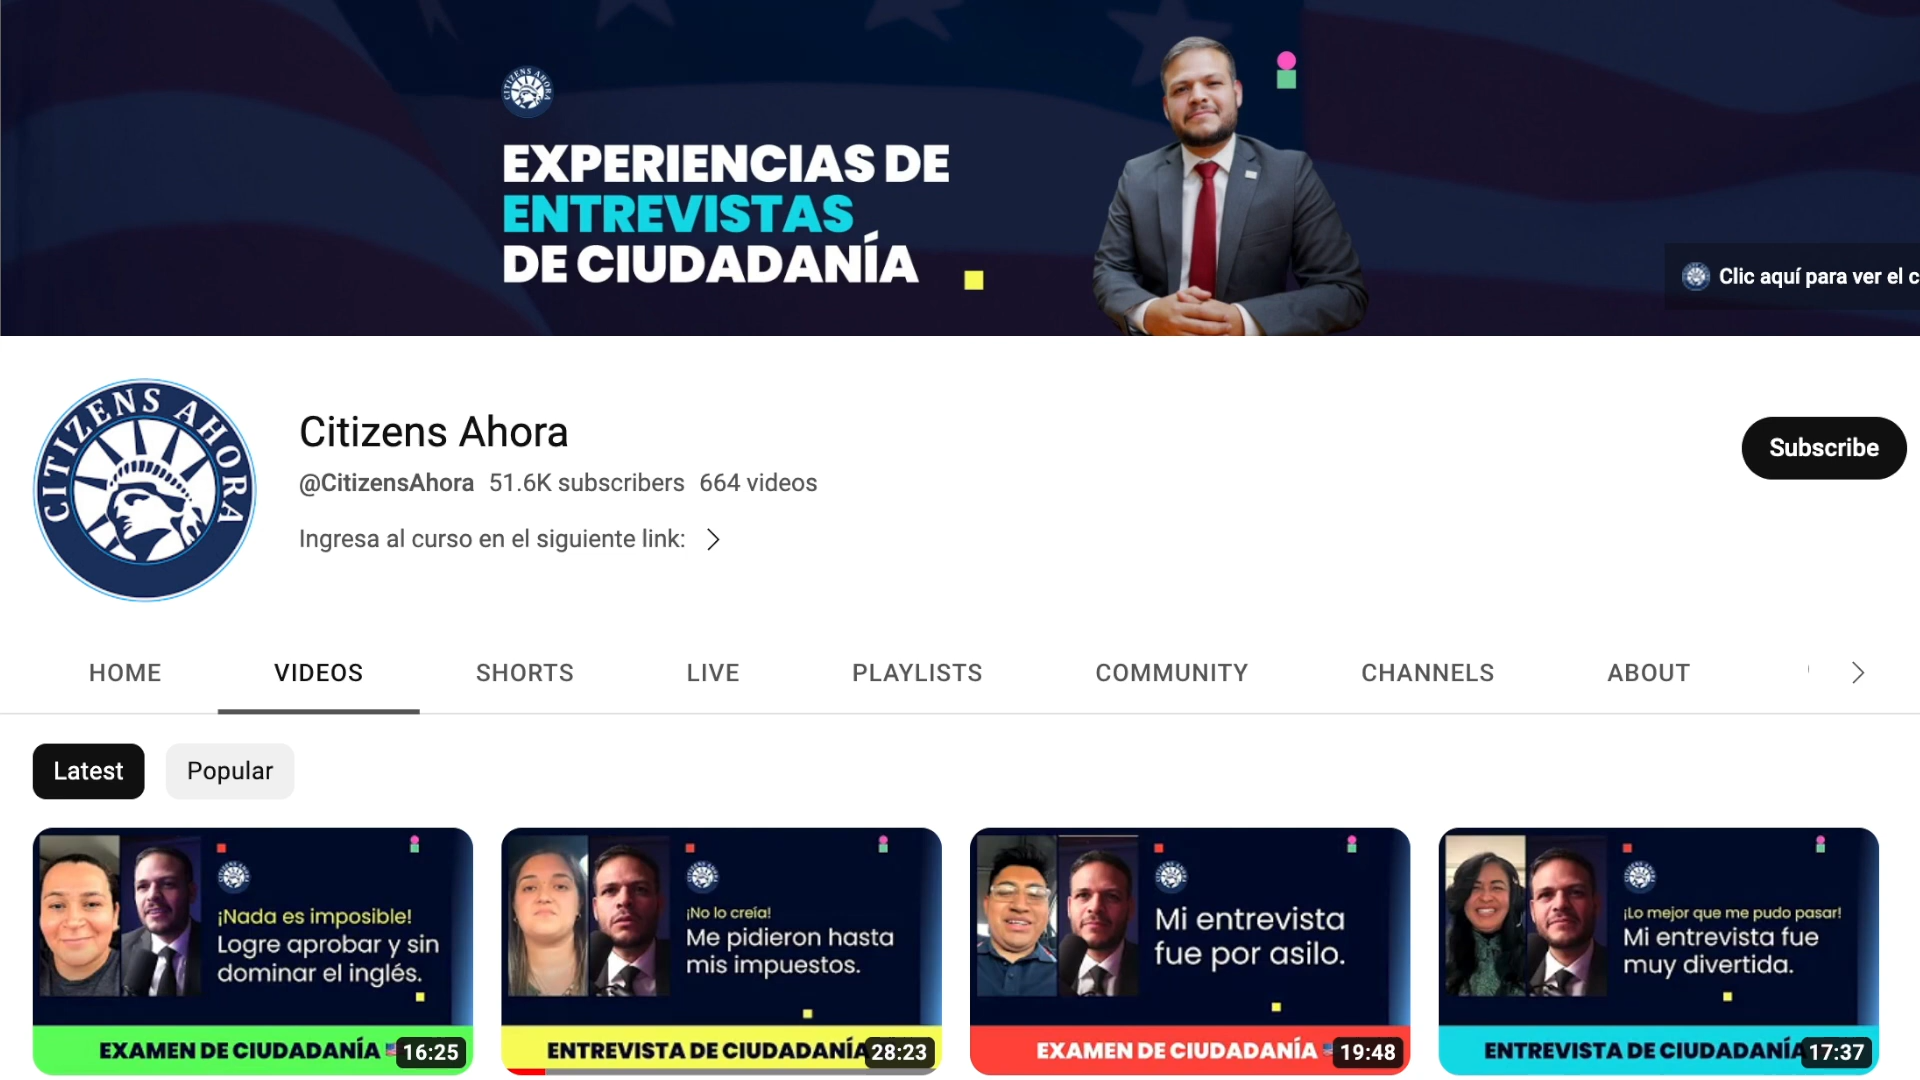 CITIZENS AHORA
EXPERIENCIAS DE
ENTREVISTAS
DE CIUDADANÍA
Clic aquí para ver el c
CITIZENS AHORA
Citizens Ahora
@CitizensAhora 51.6K subscribers 664 videos
Ingresa al curso en el siguiente link:
Subscribe
HOME VIDEOS SHORTS LIVE PLAYLISTS COMMUNITY CHANNELS ABOUT
Latest Popular
¡Nada es imposible!
Logre aprobar y sin
dominar el inglés.
EXAMEN DE CIUDADANÍA
16:25
¡No lo creía!
Me pidieron hasta
mis impuestos.
ENTREVISTA DE CIUDADANÍA
28:23
Mi entrevista
fue por asilo.
EXAMEN DE CIUDADANÍA
19:48
¡Lo mejor que me pudo pasar!
Mi entrevista fue
muy divertida.
ENTREVISTA DE CIUDADANÍA
17:37